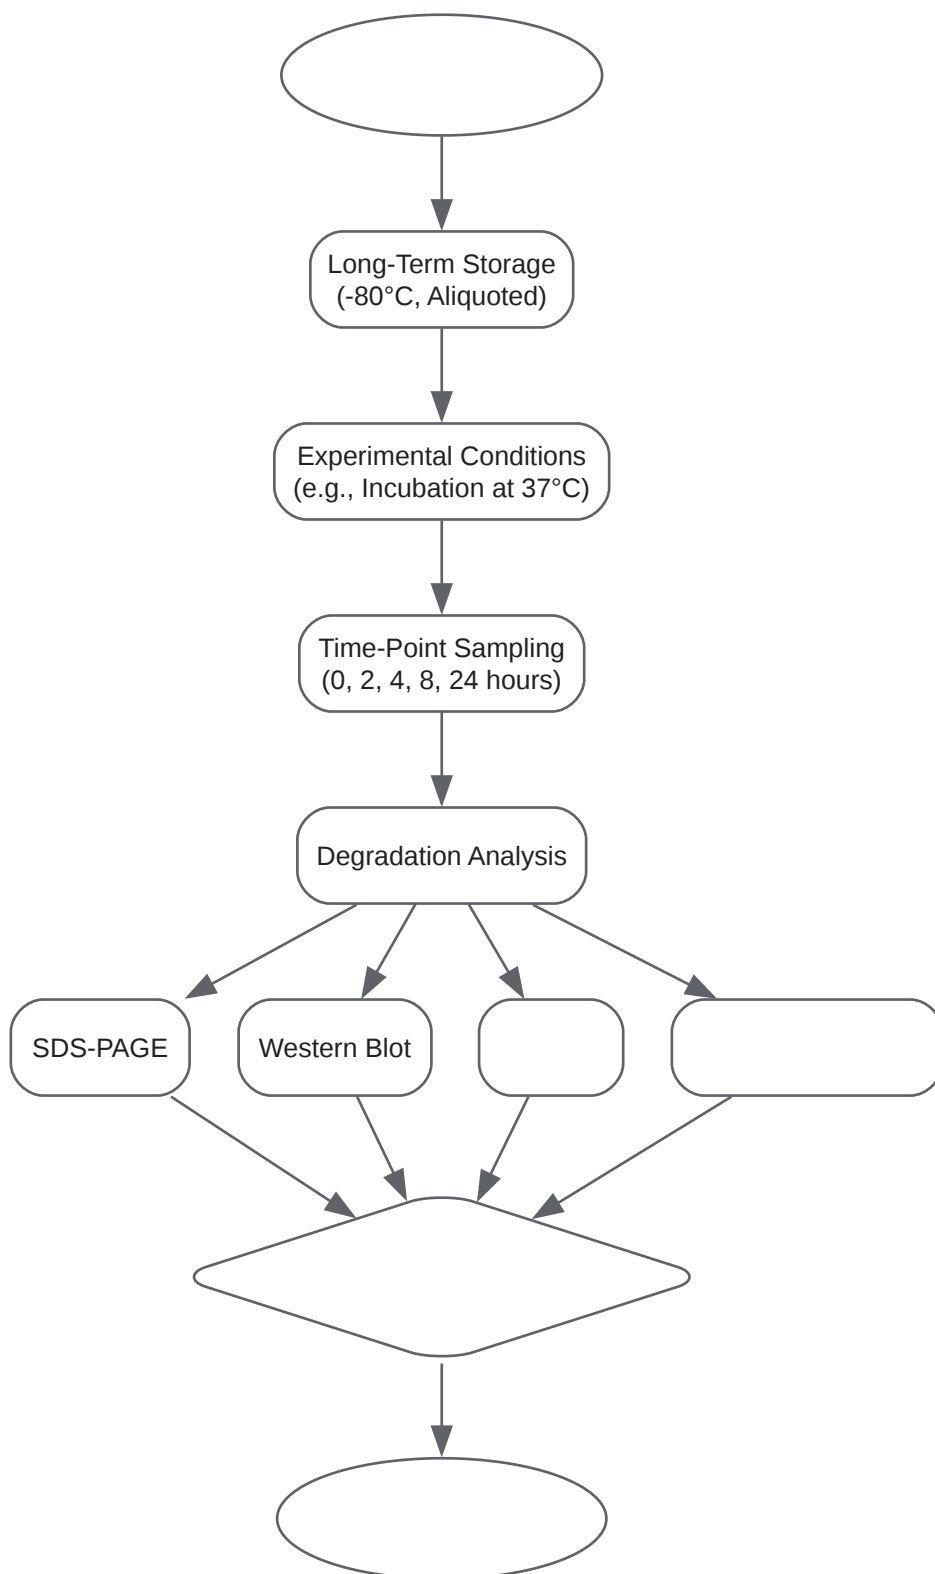 Long-Term Storage
(-80°C, Aliquoted)
Experimental Conditions
(e.g., Incubation at 37°C)
Time-Point Sampling
(0, 2, 4, 8, 24 hours)
Degradation Analysis
SDS-PAGE
Western Blot